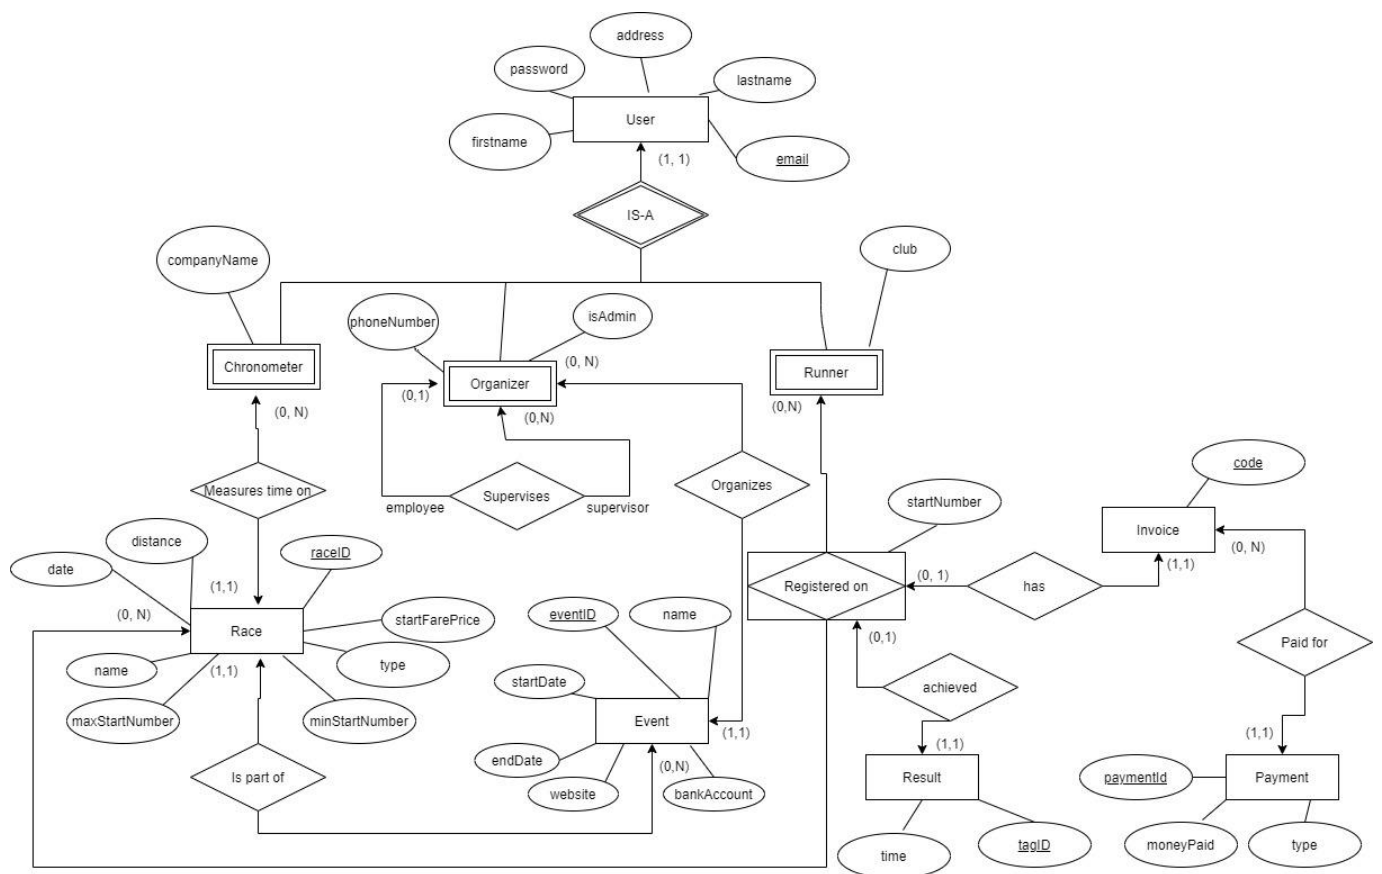 address
password
lastname
User
firstname
(1, 1)
email
IS-A
club
companyName
phoneNumber
isAdmin
(0, N)
Chronometer
(0,1)
Organizer
Runner
(0, N)
(0,N)
(0,N)
code
Measures time on
Supervises
Organizes
employee
supervisor
startNumber
Invoice
distance
raceID
(0, N)
date
(1,1)
(0, 1)
has
(1,1)
Registered on
(0, N)
eventID
name
startFarePrice
Race
(0,1)
Paid for
type
name
(1,1)
startDate
achieved
maxStartNumber
minStartNumber
Event
(1,1)
(1,1)
(1,1)
endDate
(0,N)
Is part of
Result
paymentId
Payment
website
bankAccount
time
tagID
moneyPaid
type